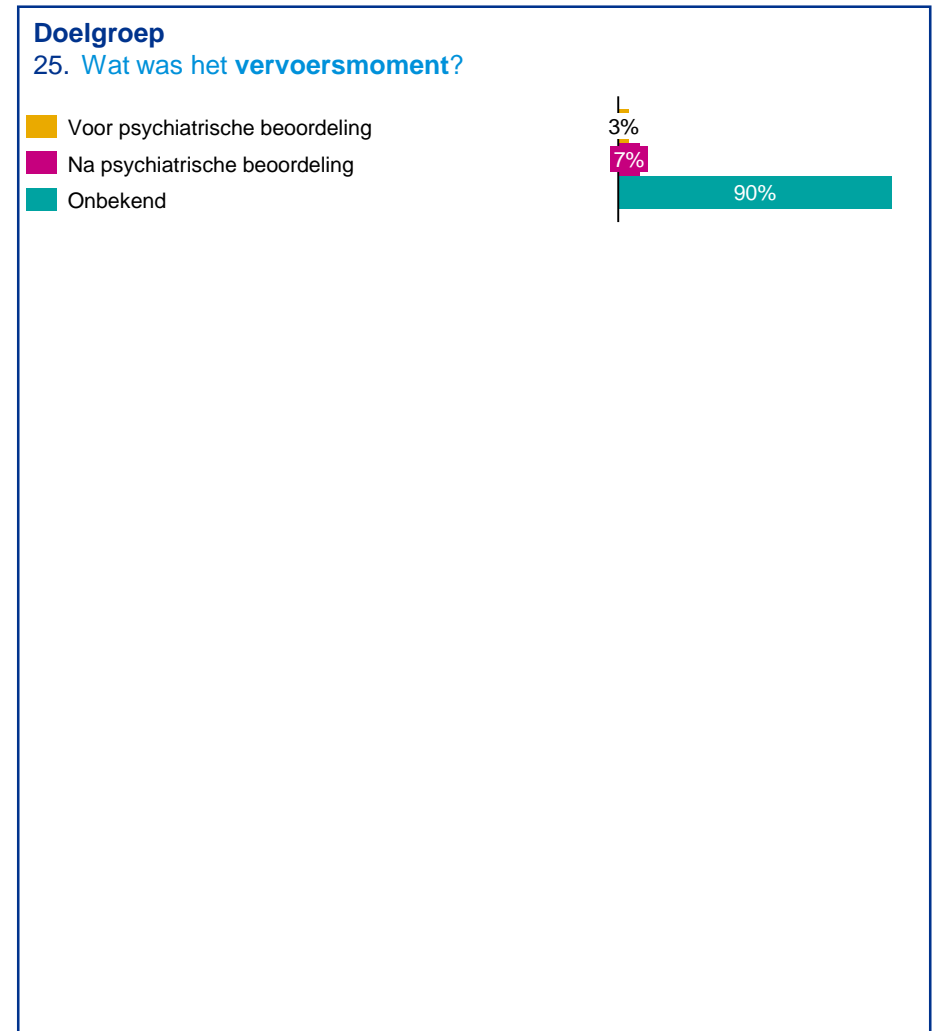 Doelgroep
25. Wat was het vervoersmoment?
Voor psychiatrische beoordeling 3%
Na psychiatrische beoordeling 7%
Onbekend 90%